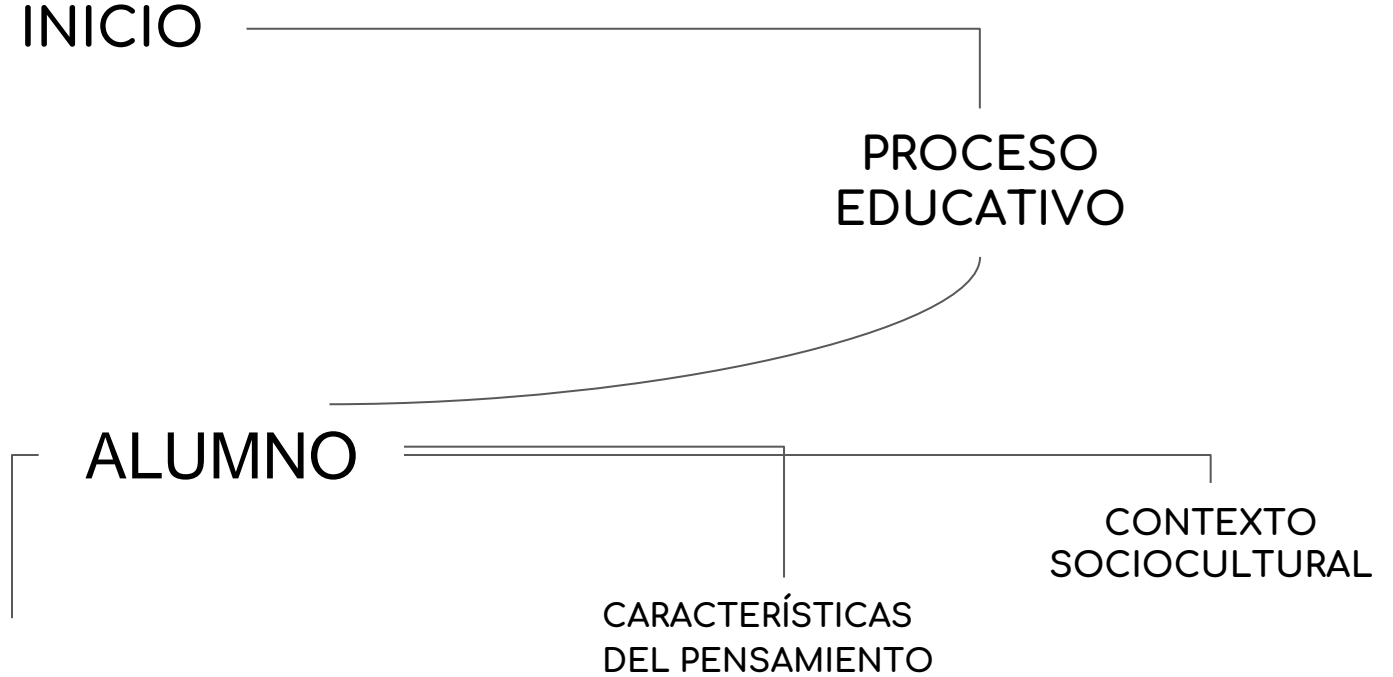 INICIO
PROCESO
EDUCATIVO
ALUMNO
CONTEXTO
SOCIOCULTURAL
CARACTERÍSTICAS
DEL PENSAMIENTO